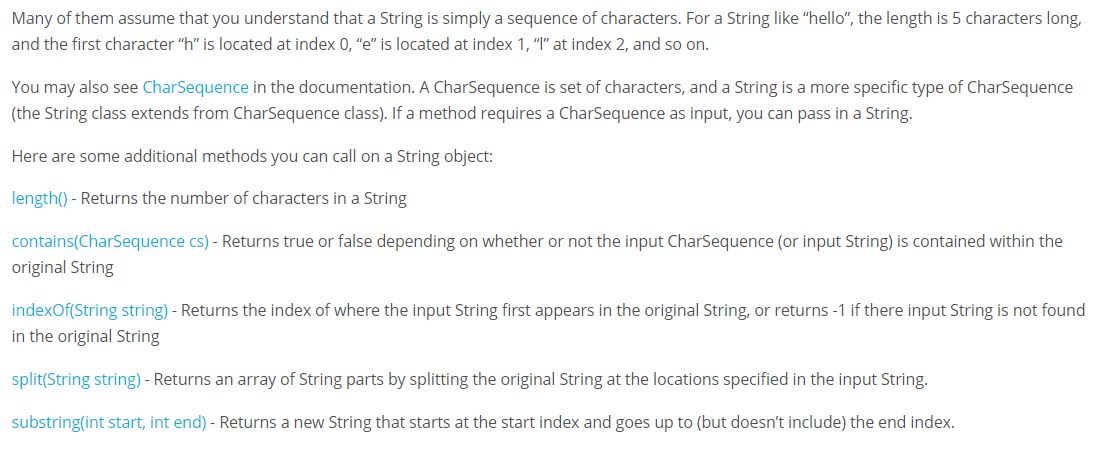 Many of them assume that you understand that a String is simply a sequence of characters. For a String like “hello”, the length is 5 characters long,
and the first character “h” is located at index 0, “e” is located at index 1, “l” at index 2, and so on.
You may also see CharSequence in the documentation. A CharSequence is set of characters, and a String is a more specific type of CharSequence
(the String class extends from CharSequence class). If a method requires a CharSequence as input, you can pass in a String.
Here are some additional methods you can call on a String object:
length() - Returns the number of characters in a String
contains(CharSequence cs) - Returns true or false depending on whether or not the input CharSequence (or input String) is contained within the
original String
indexOf(String string) - Returns the index of where the input String first appears in the original String, or returns -1 if there input String is not found
in the original String
split(String string) - Returns an array of String parts by splitting the original String at the locations specified in the input String.
substring(int start, int end) - Returns a new String that starts at the start index and goes up to (but doesn’t include) the end index.